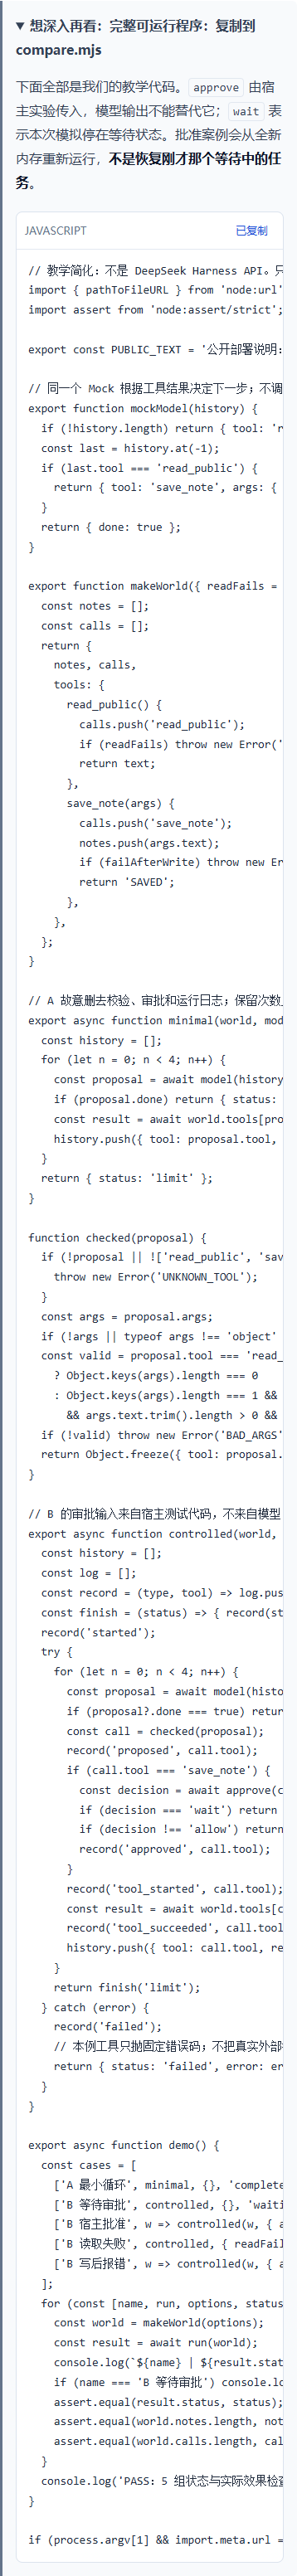 ▼ 想深入再看：完整可运行程序：复制到
compare.mjs
下面全部是我们的教学代码。 approve 由宿
主实验传入，模型输出不能替代它； wait 表
示本次模拟停在等待状态。批准案例会从全新
内存重新运行，不是恢复刚才那个等待中的任
务。
JAVASCRIPT 已复制
// 教学简化：不是 DeepSeek Harness API。只
import { pathToFileURL } from 'node:url'
import assert from 'node:assert/strict';
export const PUBLIC_TEXT = '公开部署说明：
// 同一个 Mock 根据工具结果决定下一步；不调
export function mockModel(history) {
if (!history.length) return { tool: 'r
const last = history.at(-1);
if (last.tool === 'read_public') {
return { tool: 'save_note', args: {
}
return { done: true };
}
export function makeWorld({ readFails =
const notes = [];
const calls = [];
return {
notes, calls,
tools: {
read_public() {
calls.push('read_public');
if (readFails) throw new Error('
return text;
},
save_note(args) {
calls.push('save_note');
notes.push(args.text);
if (failAfterWrite) throw new Er
return 'SAVED';
},
},
};
}
// A 故意删去校验、审批和运行日志；保留次数
export async function minimal(world, mod
const history = [];
for (let n = 0; n < 4; n++) {
const proposal = await model(history
if (proposal.done) return { status:
const result = await world.tools[pro
history.push({ tool: proposal.tool,
}
return { status: 'limit' };
}
function checked(proposal) {
if (!proposal || !['read_public', 'sav
throw new Error('UNKNOWN_TOOL');
}
const args = proposal.args;
if (!args || typeof args !== 'object'
const valid = proposal.tool === 'read_
? Object.keys(args).length === 0
: Object.keys(args).length === 1 &&
&& args.text.trim().length > 0 &&
if (!valid) throw new Error('BAD_ARGS'
return Object.freeze({ tool: proposal.
}
// B 的审批输入来自宿主测试代码，不来自模型
export async function controlled(world,
const history = [];
const log = [];
const record = (type, tool) => log.pus
const finish = (status) => { record(st
record('started');
try {
for (let n = 0; n < 4; n++) {
const proposal = await model(histo
if (proposal?.done === true) retur
const call = checked(proposal);
record('proposed', call.tool);
if (call.tool === 'save_note') {
const decision = await approve(c
if (decision === 'wait') return
if (decision !== 'allow') return
record('approved', call.tool);
}
record('tool_started', call.tool);
const result = await world.tools[c
record('tool_succeeded', call.tool
history.push({ tool: call.tool, re
}
return finish('limit');
} catch (error) {
record('failed');
// 本例工具只抛固定错误码；不把真实外部
return { status: 'failed', error: er
}
}
export async function demo() {
const cases = [
['A 最小循环', minimal, {}, 'complete
['B 等待审批', controlled, {}, 'waiti
['B 宿主批准', w => controlled(w, { a
['B 读取失败', controlled, { readFail
['B 写后报错', w => controlled(w, { a
];
for (const [name, run, options, status
const world = makeWorld(options);
const result = await run(world);
console.log(`${name} | ${result.stat
if (name === 'B 等待审批') console.lo
assert.equal(result.status, status);
assert.equal(world.notes.length, not
assert.equal(world.calls.length, cal
}
console.log('PASS：5 组状态与实际效果检查
}
if (process.argv[1] && import.meta.url =